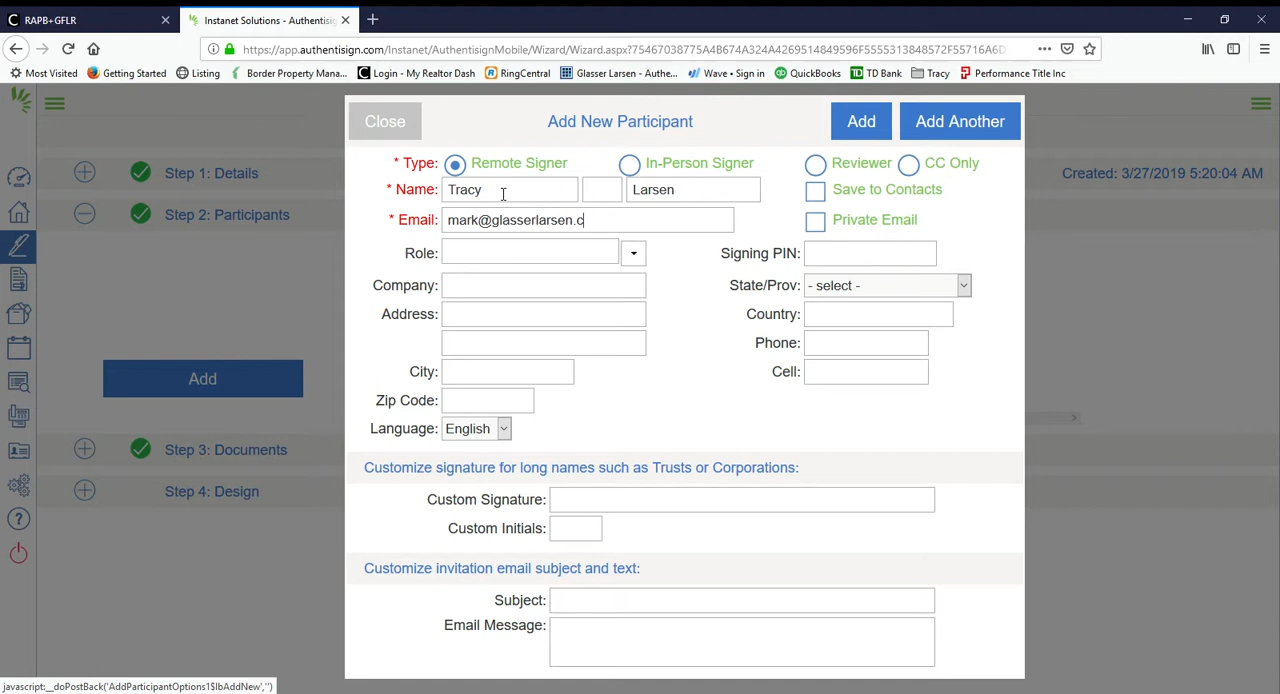 RAPB+GFLR
Instanet Solutions - Authentisig
https://app.authentisign.com/Instanet/AuthentisignMobile/Wizard/Wizard.aspx?75467038775A4B674A324A4269514849596F5555313848572F55716A6D
Most Visited Getting Started Listing Border Property Mana... Login - My Realtor Dash RingCentral Glasser Larsen - Authe... Wave • Sign in QuickBooks TD Bank Tracy Performance Title Inc
Close Add New Participant Add Add Another
* Type: Remote Signer In-Person Signer Reviewer CC Only
Step 1: Details Created: 3/27/2019 5:20:04 AM
* Name: Tracy Larsen Save to Contacts
Step 2: Participants
* Email: mark@glasserlarsen.c Private Email
Role: Signing PIN:
Company: State/Prov: - select -
Address: Country:
Phone:
City: Cell:
Add
Zip Code:
Language: English
Step 3: Documents
Customize signature for long names such as Trusts or Corporations:
Step 4: Design
Custom Signature:
Custom Initials:
Customize invitation email subject and text:
Subject:
Email Message:
javascript:__doPostBack('AddParticipantOptions1$lbAddNew','')